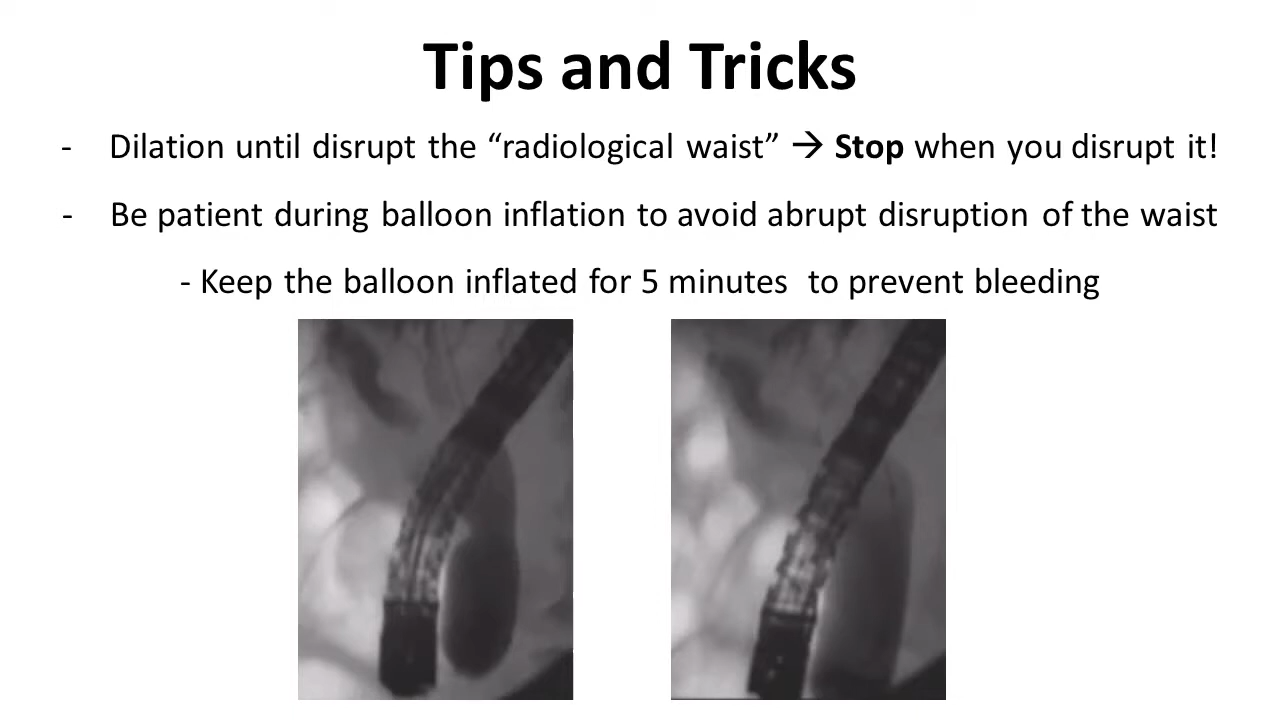 Tips and Tricks
- Dilation until disrupt the “radiological waist” → Stop when you disrupt it!
- Be patient during balloon inflation to avoid abrupt disruption of the waist
- Keep the balloon inflated for 5 minutes to prevent bleeding